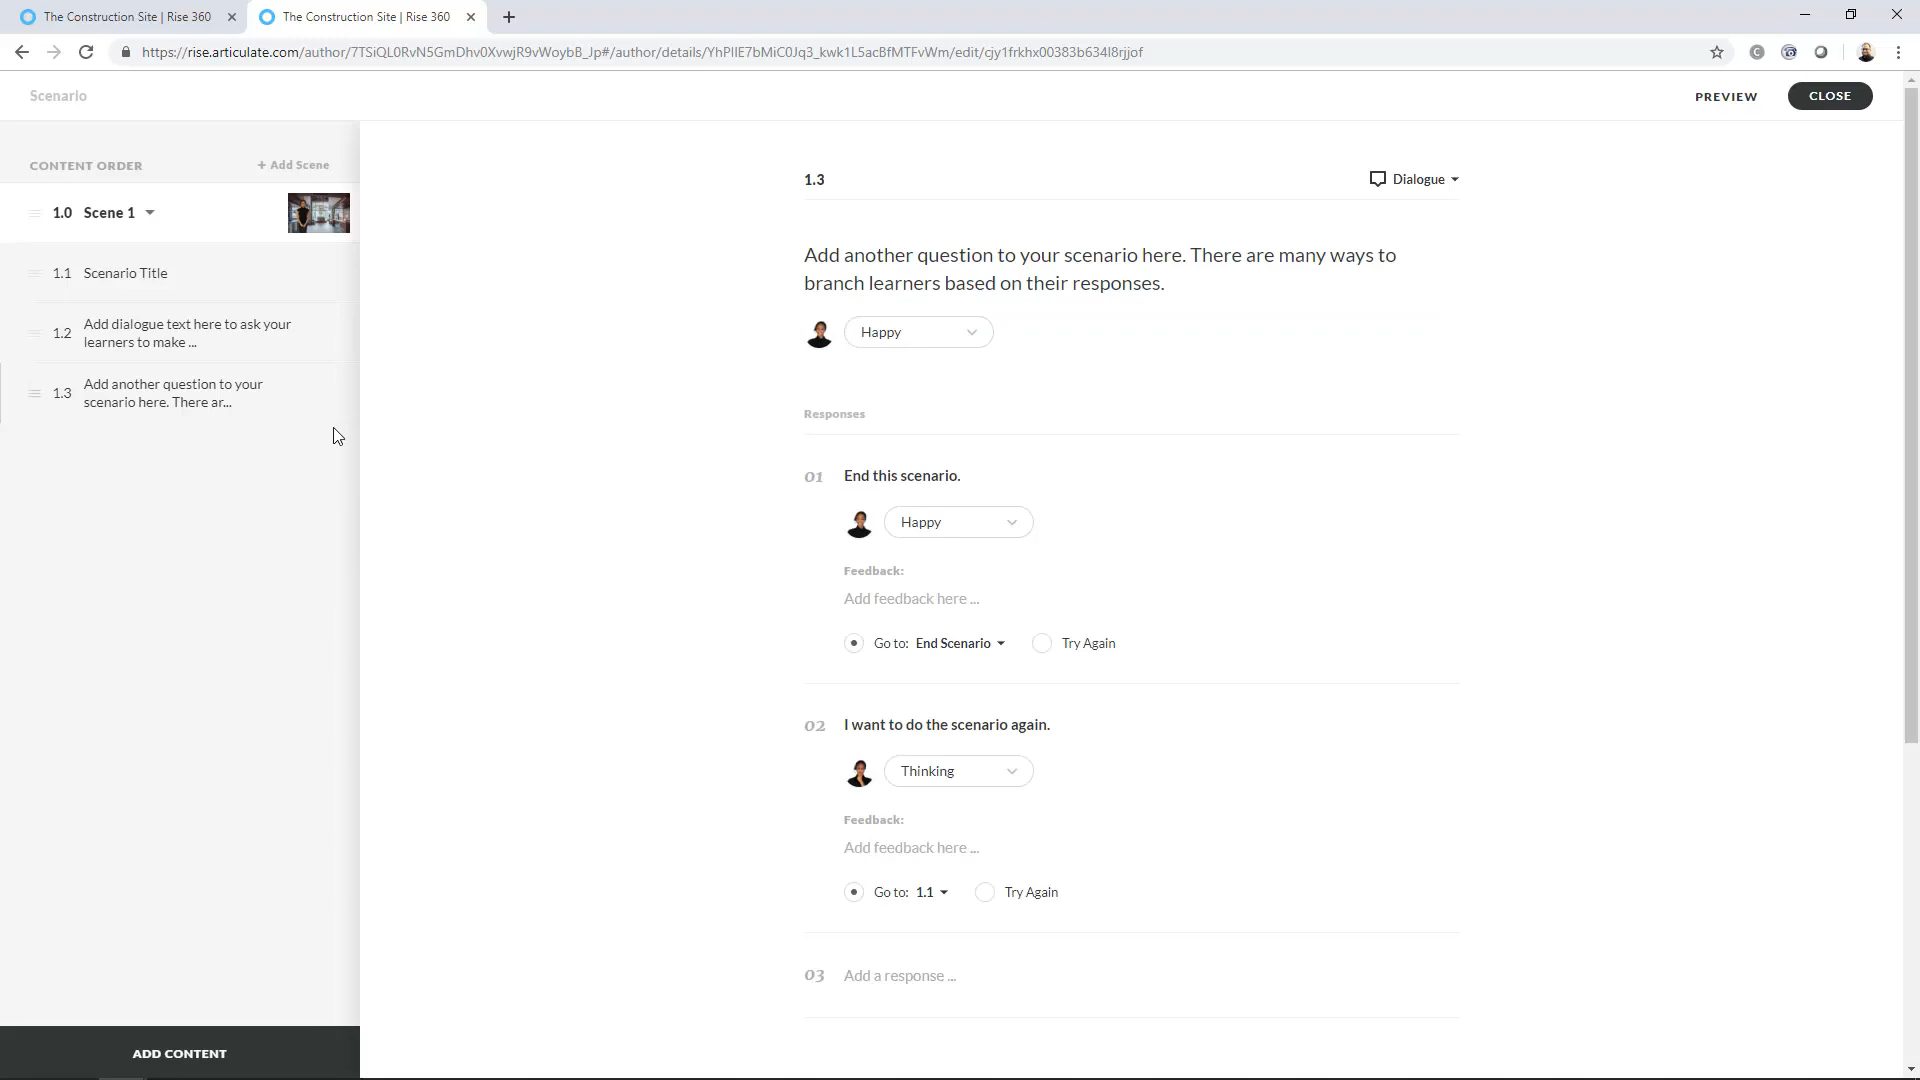 The Construction Site | Rise 360
The Construction Site | Rise 360
https://rise.articulate.com/author/7TSiQL0RvN5GmDhv0XvwjR9vWoybB_Jp#/author/details/YhPIIE7bMiC0Jq3_kwk1L5acBfMTFvWm/edit/cjy1frkhx00383b634l8rjjof
Scenario
PREVIEW
CLOSE
CONTENT ORDER
+ Add Scene
1.0 Scene 1
1.1 Scenario Title
1.2 Add dialogue text here to ask your
learners to make ...
1.3 Add another question to your
scenario here. There ar...
ADD CONTENT
1.3
Dialogue
Add another question to your scenario here. There are many ways to
branch learners based on their responses.
Happy
Responses
01 End this scenario.
Happy
Feedback:
Add feedback here ...
Go to: End Scenario
Try Again
02 I want to do the scenario again.
Thinking
Feedback:
Add feedback here ...
Go to: 1.1
Try Again
03 Add a response ...